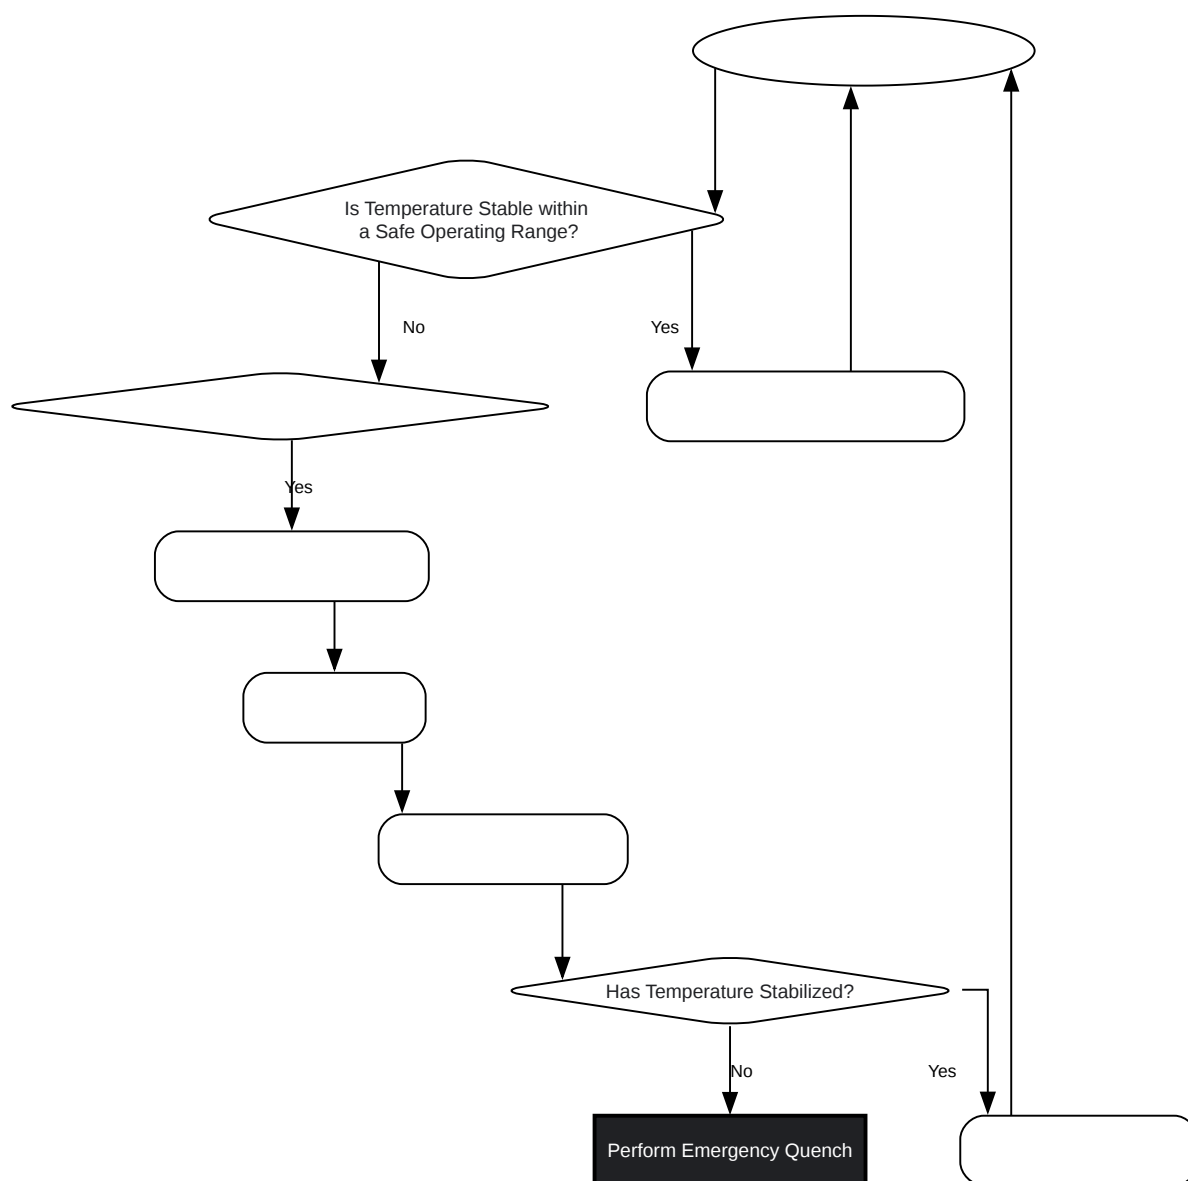 Is Temperature Stable within
a Safe Operating Range?
No
Yes
Yes
Has Temperature Stabilized?
No
Yes
Perform Emergency Quench